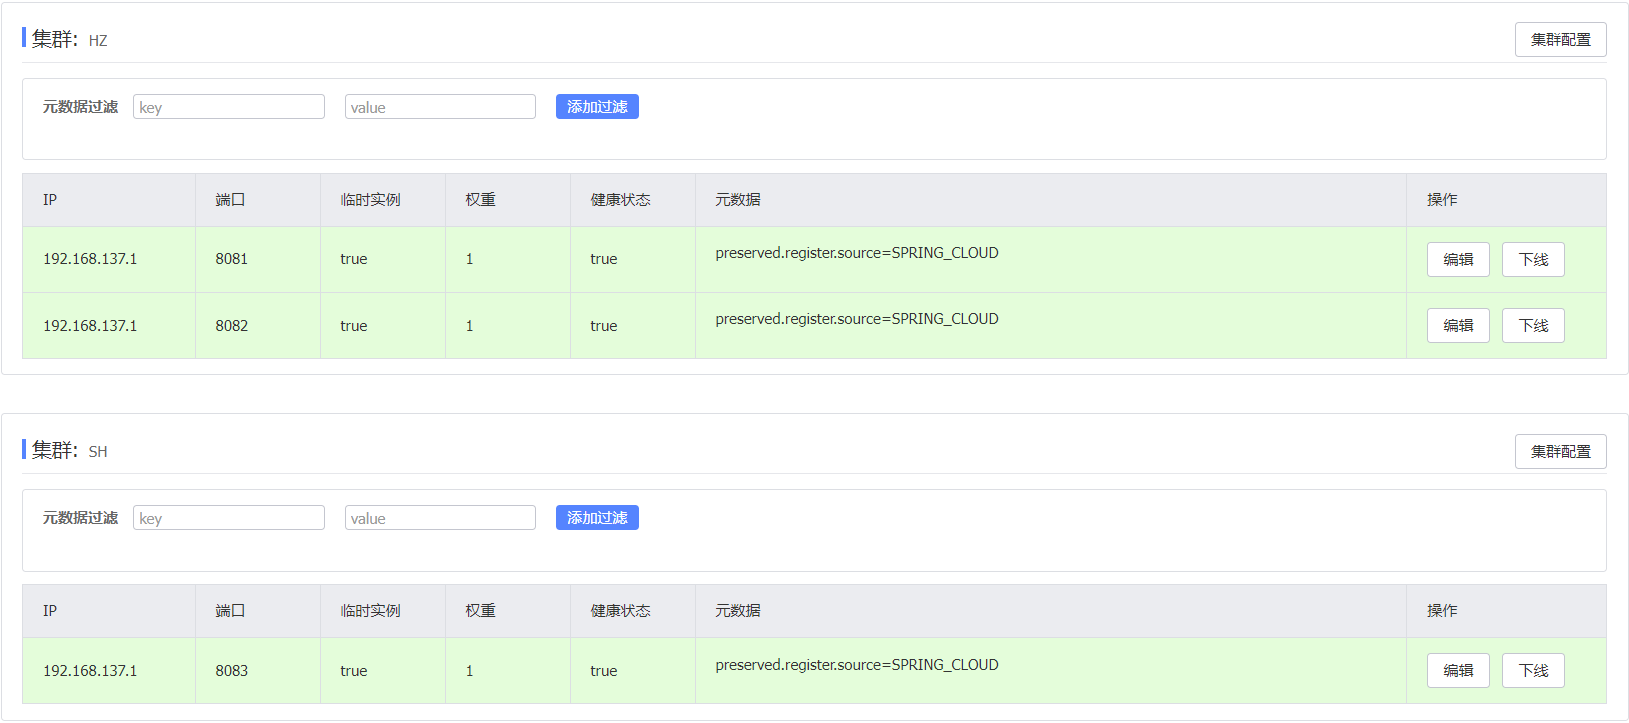 集群: HZ 集群配置
元数据过滤 key value 添加过滤
IP 端口 临时实例 权重 健康状态 元数据 操作
192.168.137.1 8081 true 1 true preserved.register.source=SPRING_CLOUD 编辑 下线
192.168.137.1 8082 true 1 true preserved.register.source=SPRING_CLOUD 编辑 下线
集群: SH 集群配置
元数据过滤 key value 添加过滤
IP 端口 临时实例 权重 健康状态 元数据 操作
192.168.137.1 8083 true 1 true preserved.register.source=SPRING_CLOUD 编辑 下线